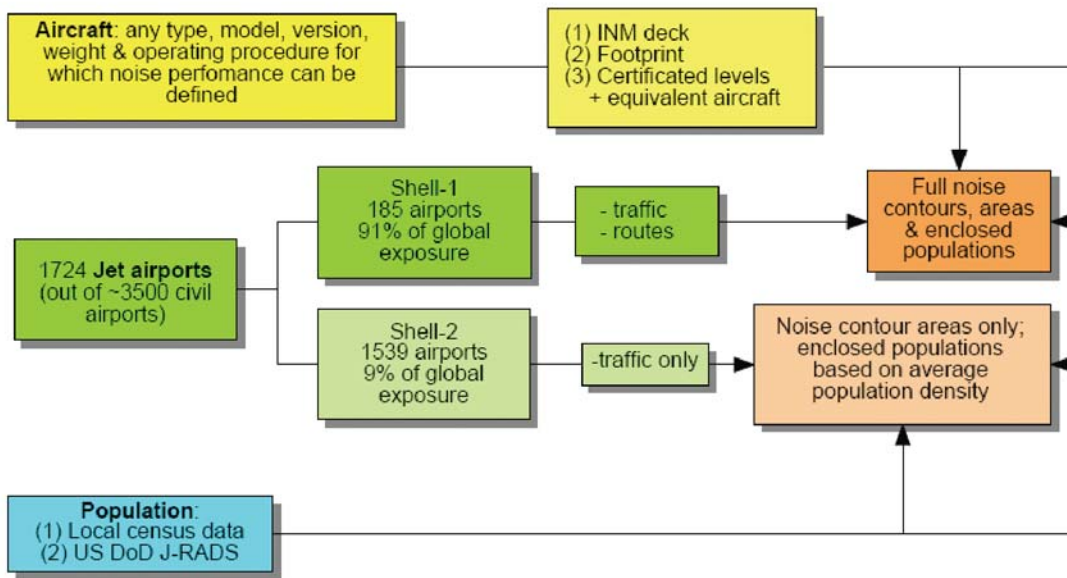 Aircraft: any type, model, version,
weight & operating procedure for
which noise perfomance can be
defined
(1) INM deck
(2) Footprint
(3) Certificated levels
+ equivalent aircraft
Shell-1
185 airports
91% of global
exposure
- traffic
- routes
Full noise
contours, areas
& enclosed
populations
1724 Jet airports
(out of ~3500 civil
airports)
Shell-2
1539 airports
9% of global
exposure
-traffic only
Noise contour areas only;
enclosed populations
based on average
population density
Population:
(1) Local census data
(2) US DoD J-RADS